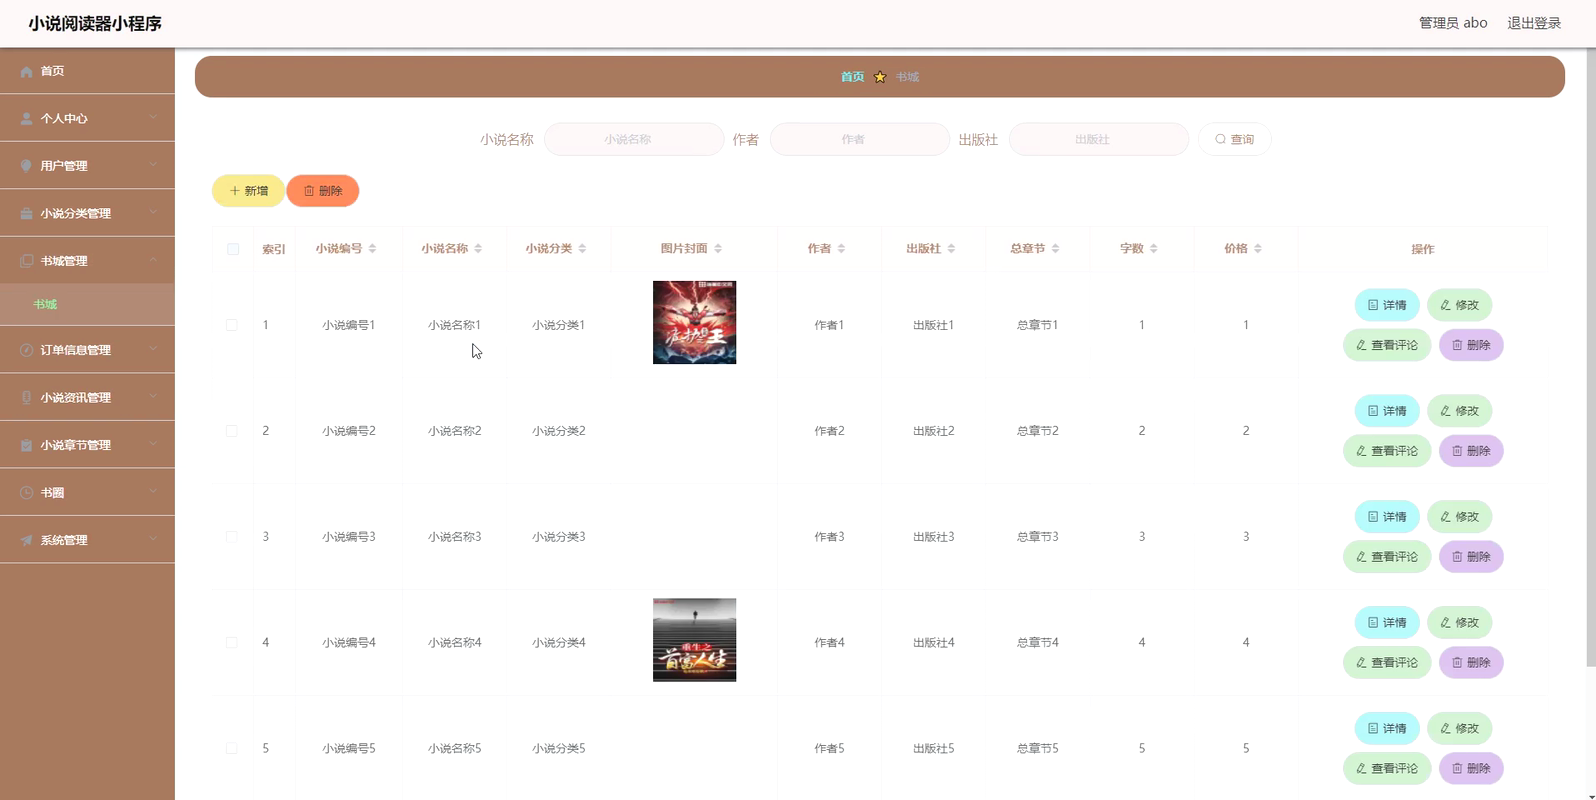 小说阅读器小程序
管理员 abo 退出登录
首页
个人中心
用户管理
小说分类管理
书城管理
书城
订单信息管理
小说资讯管理
小说章节管理
书圈
系统管理
首页 书城
小说名称 小说名称 作者 作者 出版社 出版社 查询
新增 删除
索引 小说编号 小说名称 小说分类 图片封面 作者 出版社 总章节 字数 价格 操作
1 小说编号1 小说名称1 小说分类1 作者1 出版社1 总章节1 1 1
详情 修改
查看评论 删除
2 小说编号2 小说名称2 小说分类2 作者2 出版社2 总章节2 2 2
详情 修改
查看评论 删除
3 小说编号3 小说名称3 小说分类3 作者3 出版社3 总章节3 3 3
详情 修改
查看评论 删除
4 小说编号4 小说名称4 小说分类4 重生之 首富人生 作者4 出版社4 总章节4 4 4
详情 修改
查看评论 删除
5 小说编号5 小说名称5 小说分类5 作者5 出版社5 总章节5 5 5
详情 修改
查看评论 删除